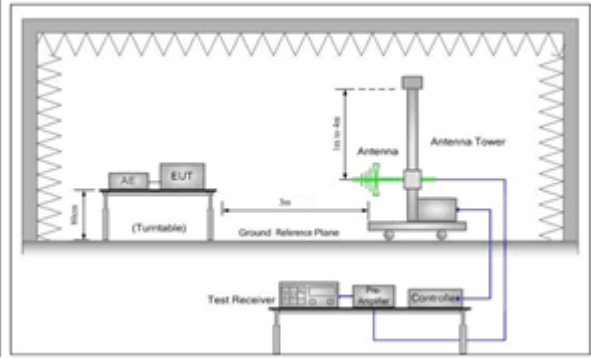 1m to 4m
Antenna Tower
Antenna
AE
EUT
80cm
3m
(Turntable)
Ground Reference Plane
Test Receiver
Pre-
Amplifier
Controller